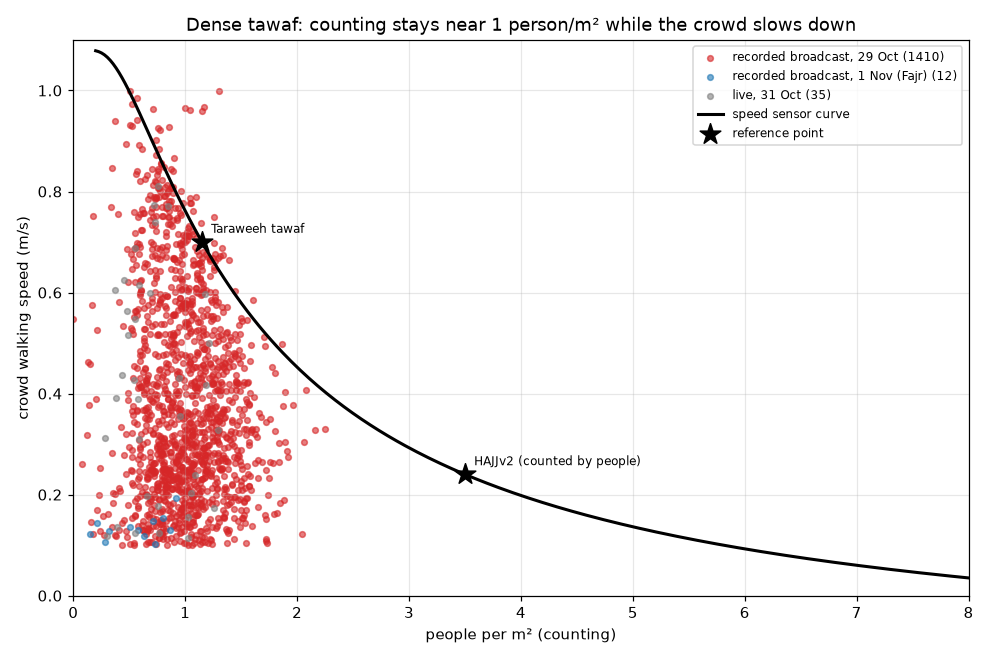 Dense tawaf: counting stays near 1 person/m² while the crowd slows down
recorded broadcast, 29 Oct (1410)
recorded broadcast, 1 Nov (Fajr) (12)
live, 31 Oct (35)
speed sensor curve
reference point
1.0
0.8
0.6
0.4
0.2
0.0
crowd walking speed (m/s)
Taraweeh tawaf
HAJJv2 (counted by people)
0 1 2 3 4 5 6 7 8
people per m² (counting)